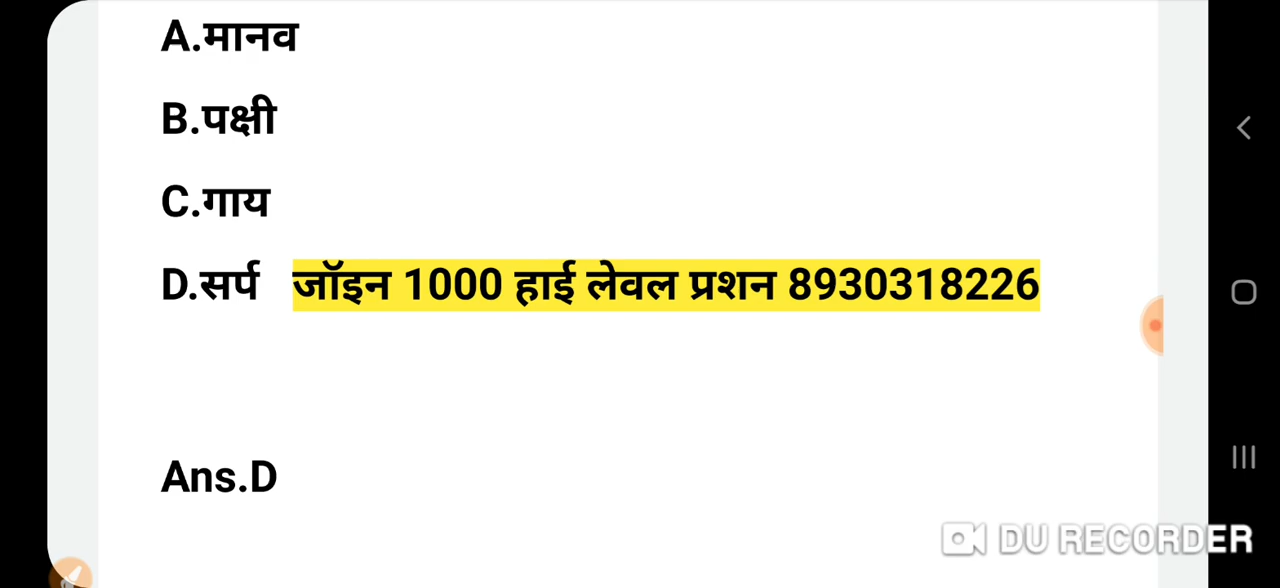 A.मानव
B.पक्षी
C.गाय
D.सर्प जॉइन 1000 हाई लेवल प्रशन 8930318226
Ans.D
DU RECORDER